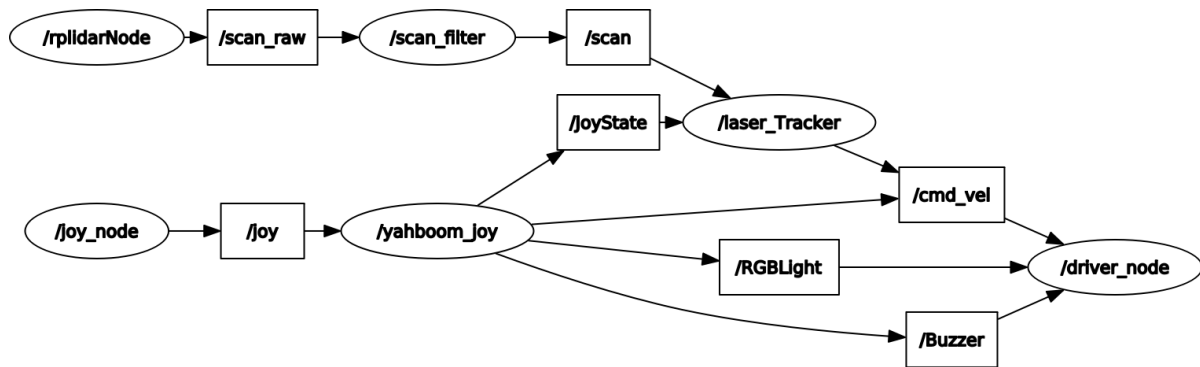 /rplidarNode
/scan_raw
/scan_filter
/scan
/JoyState
/laser_Tracker
/cmd_vel
/joy_node
/joy
/yahboom_joy
/RGBLight
/driver_node
/Buzzer